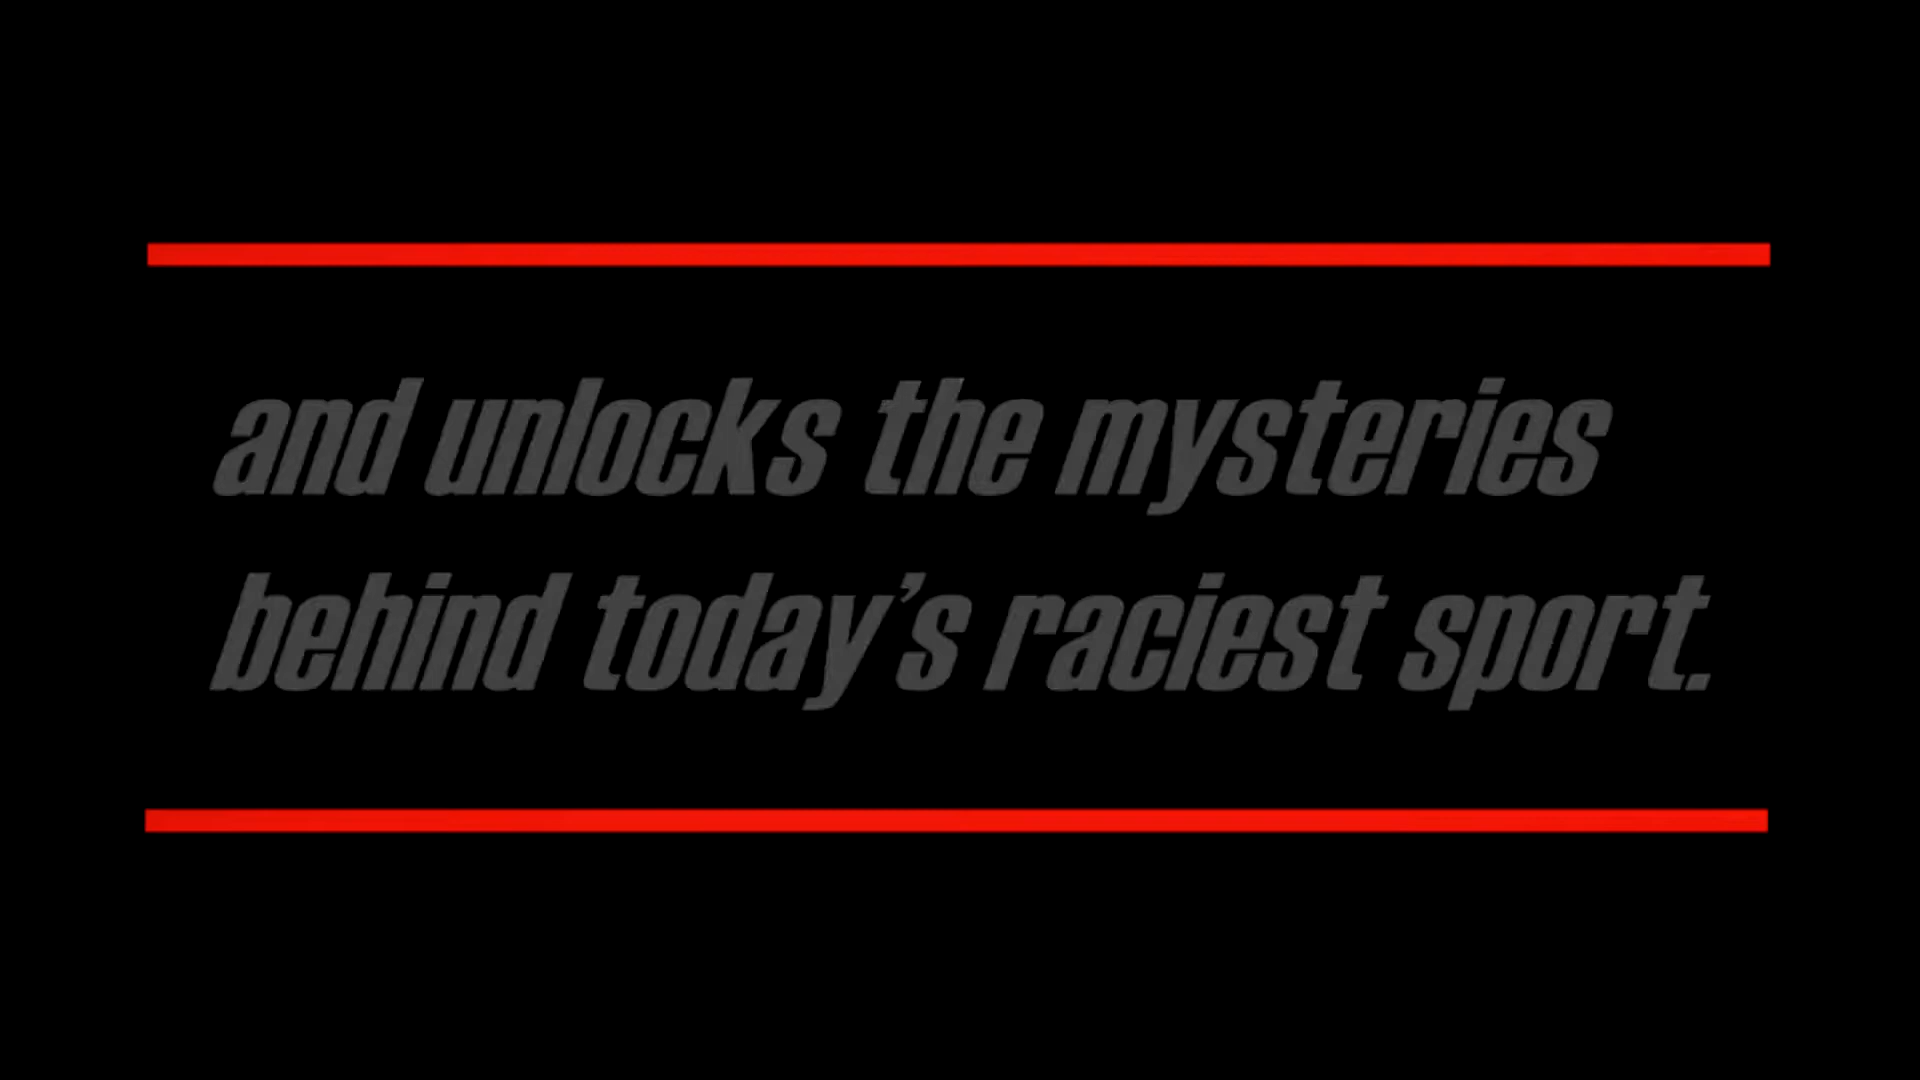 and unlocks the mysteries
behind today’s raciest sport.